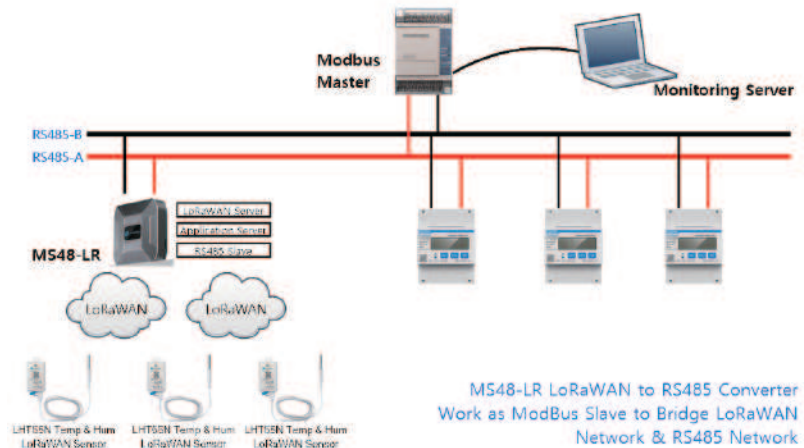 Modbus
Master
Monitoring Server
RS485-B
RS485-A
LoRaWAN Server
Application Server
RS485 Slave
MS48-LR
LoRaWAN
LoRaWAN
LHT65N Temp & Hum
LoRaWAN Sensor
LHT65N Temp & Hum
LoRaWAN Sensor
LHT65N Temp & Hum
LoRaWAN Sensor
MS48-LR LoRaWAN to RS485 Converter
Work as ModBus Slave to Bridge LoRaWAN
Network & RS485 Network